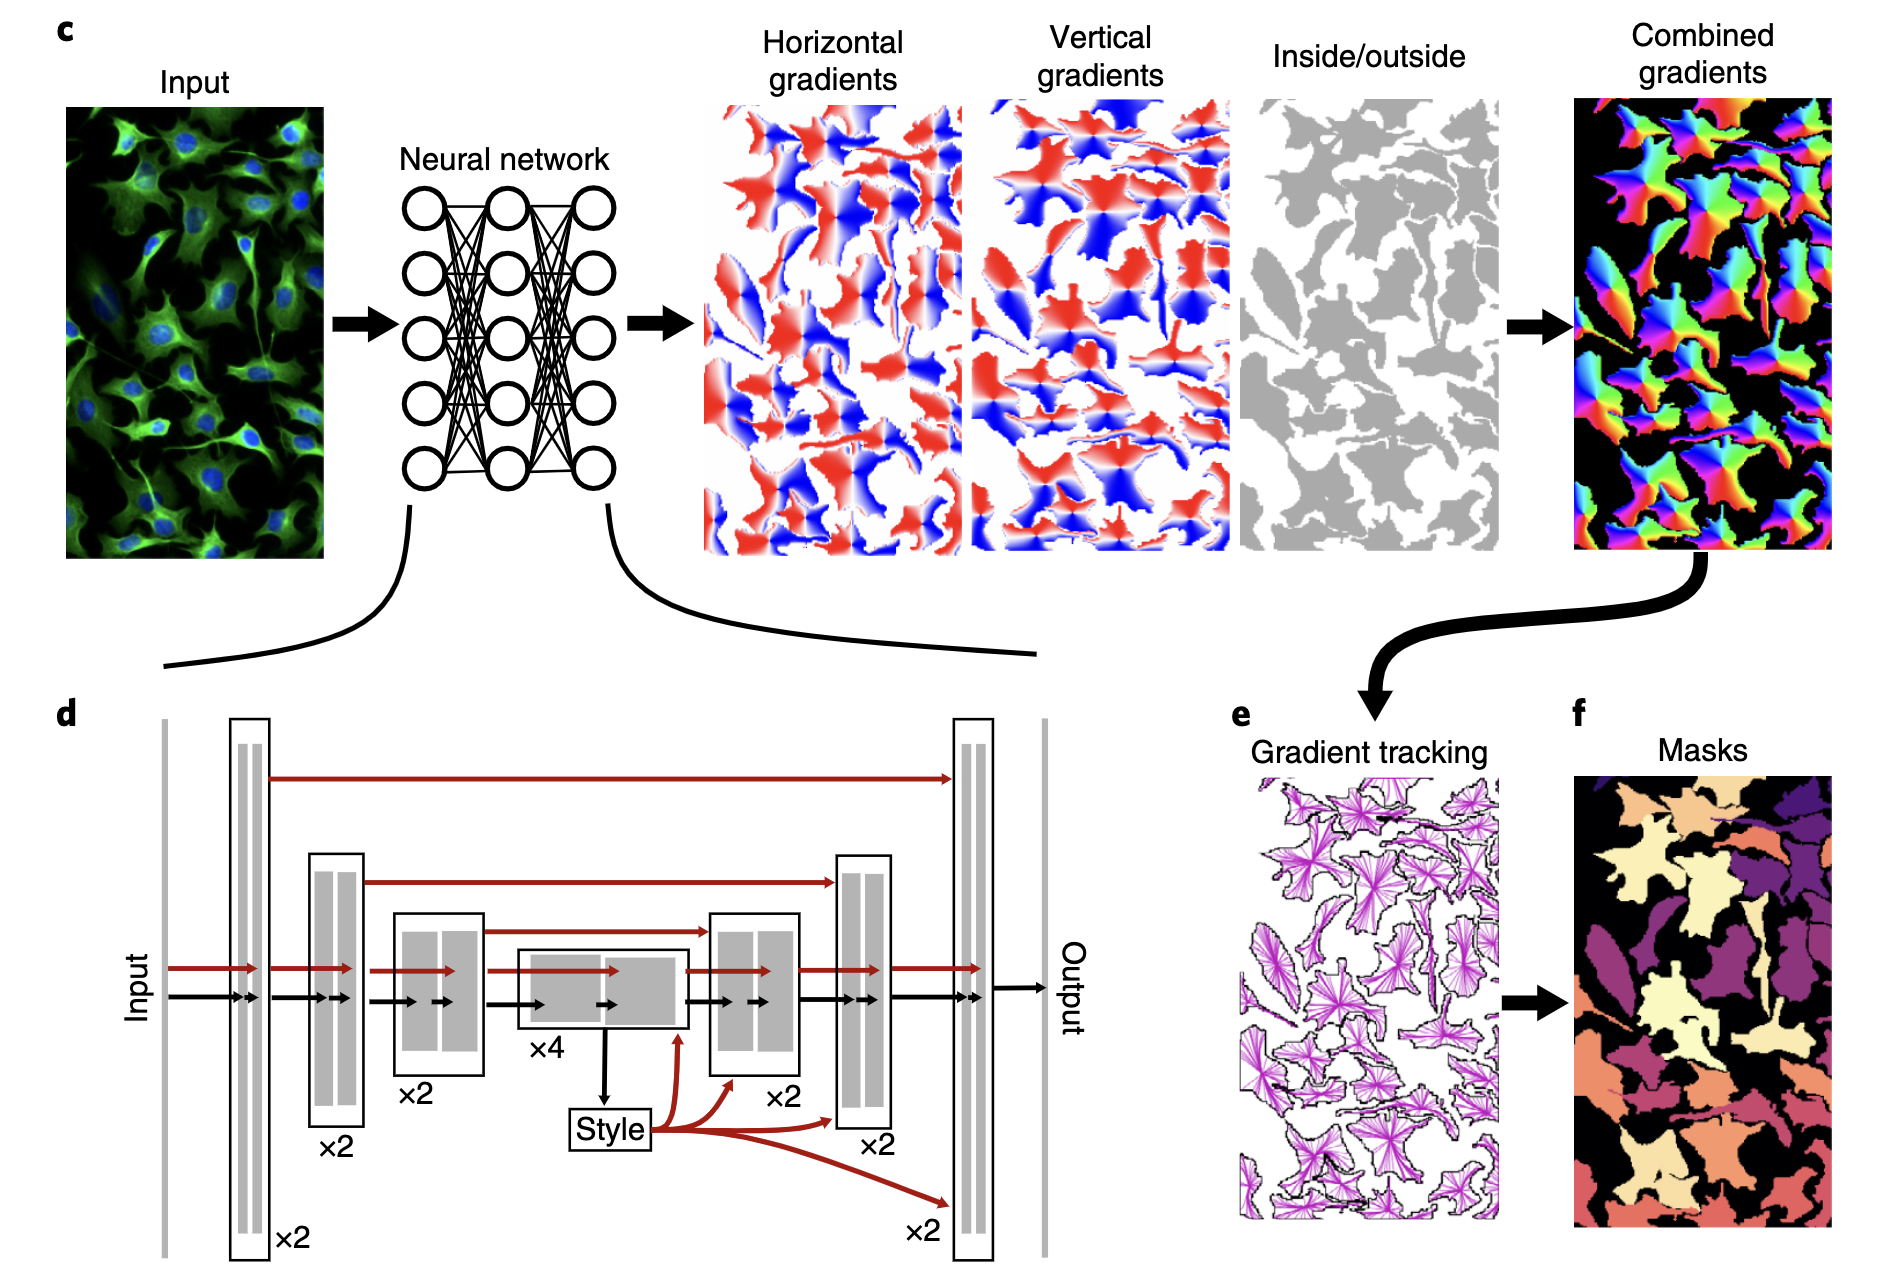 c
Input
Neural network
Horizontal
gradients
Vertical
gradients
Inside/outside
Combined
gradients
d
Input
×2
×2
×2
×4
Style
×2
×2
×2
Output
e
Gradient tracking
f
Masks